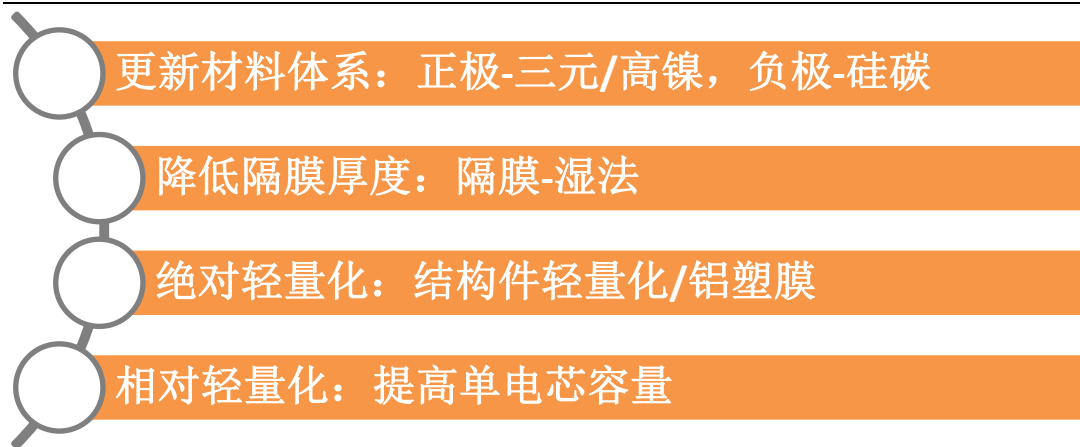 更新材料体系：正极-三元/高镍，负极-硅碳
降低隔膜厚度：隔膜-湿法
绝对轻量化：结构件轻量化/铝塑膜
相对轻量化：提高单电芯容量